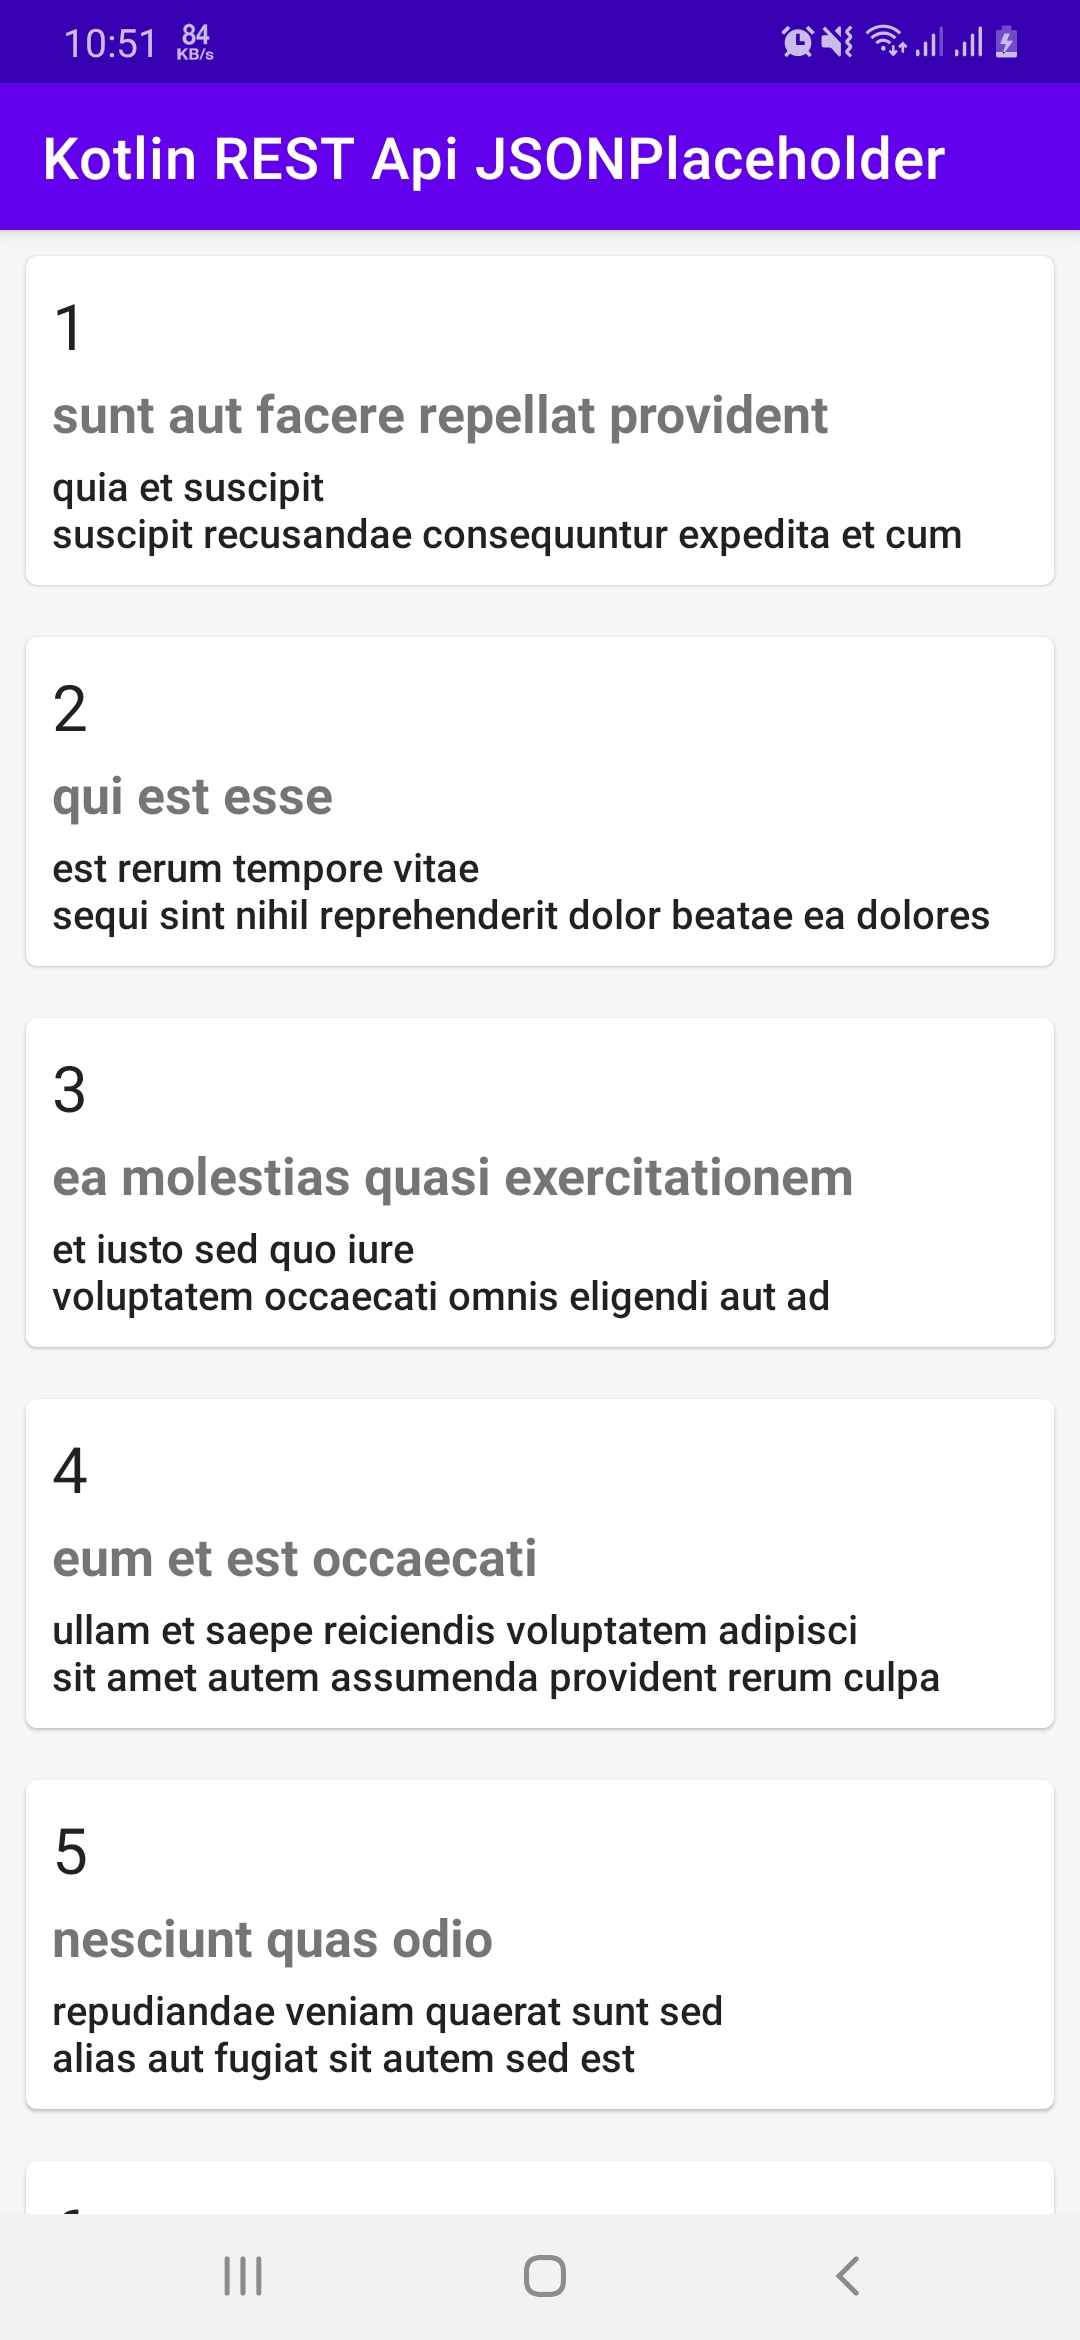 10:51 84 KB/s
Kotlin REST Api JSONPlaceholder
1
sunt aut facere repellat provident
quia et suscipit
suscipit recusandae consequuntur expedita et cum
2
qui est esse
est rerum tempore vitae
sequi sint nihil reprehenderit dolor beatae ea dolores
3
ea molestias quasi exercitationem
et iusto sed quo iure
voluptatem occaecati omnis eligendi aut ad
4
eum et est occaecati
ullam et saepe reiciendis voluptatem adipisci
sit amet autem assumenda provident rerum culpa
5
nesciunt quas odio
repudiandae veniam quaerat sunt sed
alias aut fugiat sit autem sed est